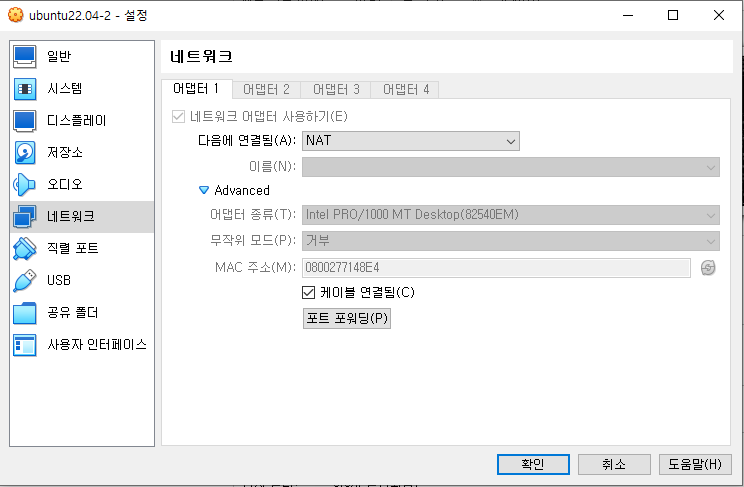 ubuntu22.04-2 - 설정
일반
시스템
디스플레이
저장소
오디오
네트워크
직렬 포트
USB
공유 폴더
사용자 인터페이스
네트워크
어댑터 1 어댑터 2 어댑터 3 어댑터 4
네트워크 어댑터 사용하기(E)
다음에 연결됨(A): NAT
이름(N):
Advanced
어댑터 종류(T): Intel PRO/1000 MT Desktop(82540EM)
무작위 모드(P): 거부
MAC 주소(M): 0800277148E4
케이블 연결됨(C)
포트 포워딩(P)
확인 취소 도움말(H)